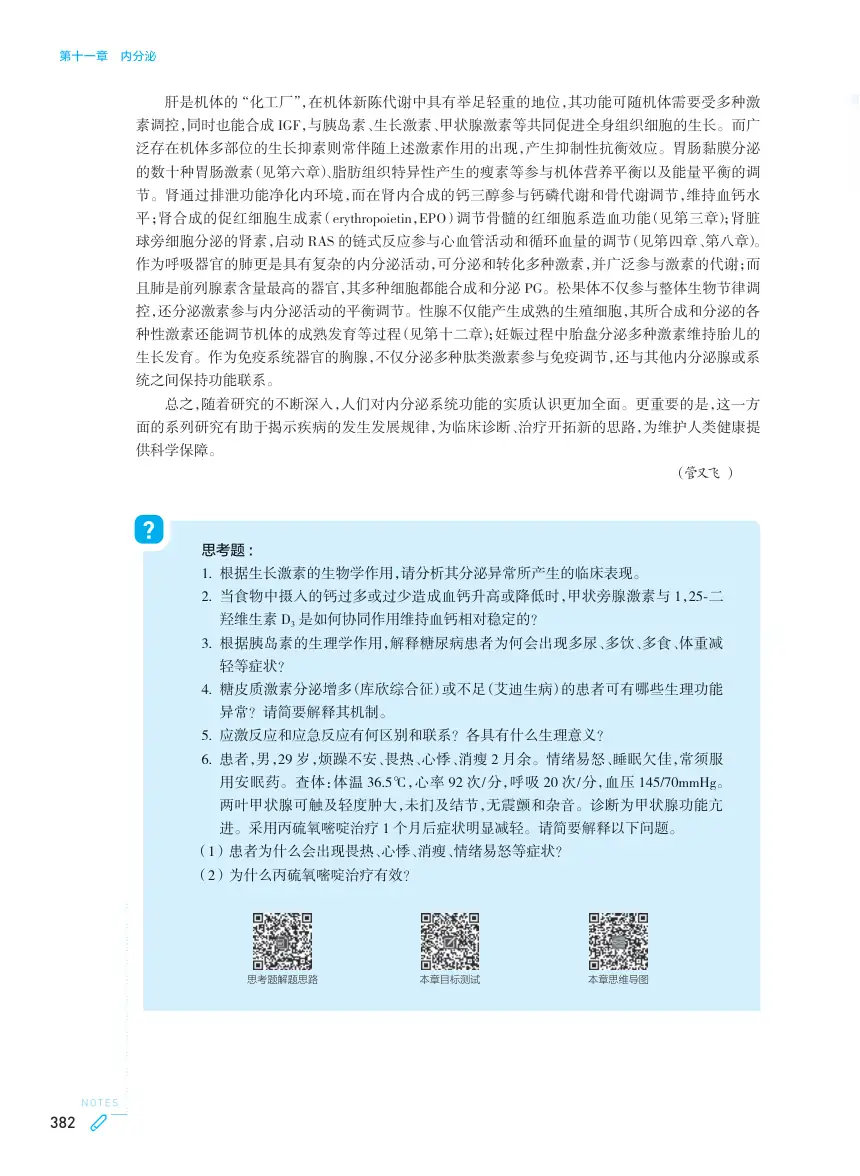 第十一章 内分泌
肝是机体的“化工厂”,在机体新陈代谢中具有举足轻重的地位,其功能可随机体需要受多种激
素调控,同时也能合成 IGF,与胰岛素、生长激素、甲状腺激素等共同促进全身组织细胞的生长。而广
泛存在机体多部位的生长抑素则常伴随上述激素作用的出现,产生抑制性抗衡效应。胃肠黏膜分泌
的数十种胃肠激素(见第六章)、脂肪组织特异性产生的瘦素等参与机体营养平衡以及能量平衡的调
节。肾通过排泄功能净化内环境,而在肾内合成的钙三醇参与钙磷代谢和骨代谢调节,维持血钙水
平;肾合成的促红细胞生成素(erythropoietin,EPO)调节骨髓的红细胞系造血功能(见第三章);肾脏
球旁细胞分泌的肾素,启动 RAS 的链式反应参与心血管活动和循环血量的调节(见第四章、第八章)。
作为呼吸器官的肺更是具有复杂的内分泌活动,可分泌和转化多种激素,并广泛参与激素的代谢;而
且肺是前列腺素含量最高的器官,其多种细胞都能合成和分泌 PG。松果体不仅参与整体生物节律调
控,还分泌激素参与内分泌活动的平衡调节。性腺不仅能产生成熟的生殖细胞,其所合成和分泌的各
种性激素还能调节机体的成熟发育等过程(见第十二章);妊娠过程中胎盘分泌多种激素维持胎儿的
生长发育。作为免疫系统器官的胸腺,不仅分泌多种肽类激素参与免疫调节,还与其他内分泌腺或系
统之间保持功能联系。
总之,随着研究的不断深入,人们对内分泌系统功能的实质认识更加全面。更重要的是,这一方
面的系列研究有助于揭示疾病的发生发展规律,为临床诊断、治疗开拓新的思路,为维护人类健康提
供科学保障。
(管又飞 )
?
思考题:
1. 根据生长激素的生物学作用,请分析其分泌异常所产生的临床表现。
2. 当食物中摄入的钙过多或过少造成血钙升高或降低时,甲状旁腺激素与 1,25-二
羟维生素 D₃ 是如何协同作用维持血钙相对稳定的?
3. 根据胰岛素的生理学作用,解释糖尿病患者为何会出现多尿、多饮、多食、体重减
轻等症状?
4. 糖皮质激素分泌增多(库欣综合征)或不足(艾迪生病)的患者可有哪些生理功能
异常?请简要解释其机制。
5. 应激反应和应急反应有何区别和联系?各具有什么生理意义?
6. 患者,男,29 岁,烦躁不安、畏热、心悸、消瘦 2 月余。情绪易怒、睡眠欠佳,常须服
用安眠药。查体:体温 36.5℃,心率 92 次/分,呼吸 20 次/分,血压 145/70mmHg。
两叶甲状腺可触及轻度肿大,未扪及结节,无震颤和杂音。诊断为甲状腺功能亢
进。采用丙硫氧嘧啶治疗 1 个月后症状明显减轻。请简要解释以下问题。
(1)患者为什么会出现畏热、心悸、消瘦、情绪易怒等症状?
(2)为什么丙硫氧嘧啶治疗有效?
思考题解题思路 本章目标测试 本章思维导图
NOTES
382